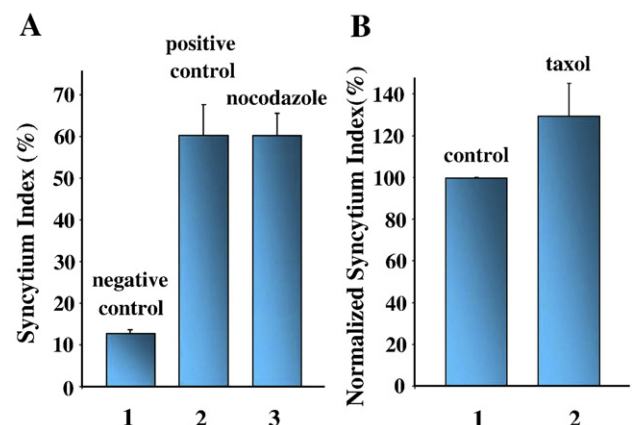 A
Syncytium Index (%)
70
60
50
40
30
20
10
0
negative
control
positive
control
nocodazole
1 2 3
B
Normalized Syncytium Index(%)
140
120
100
80
60
40
20
0
control
taxol
1 2